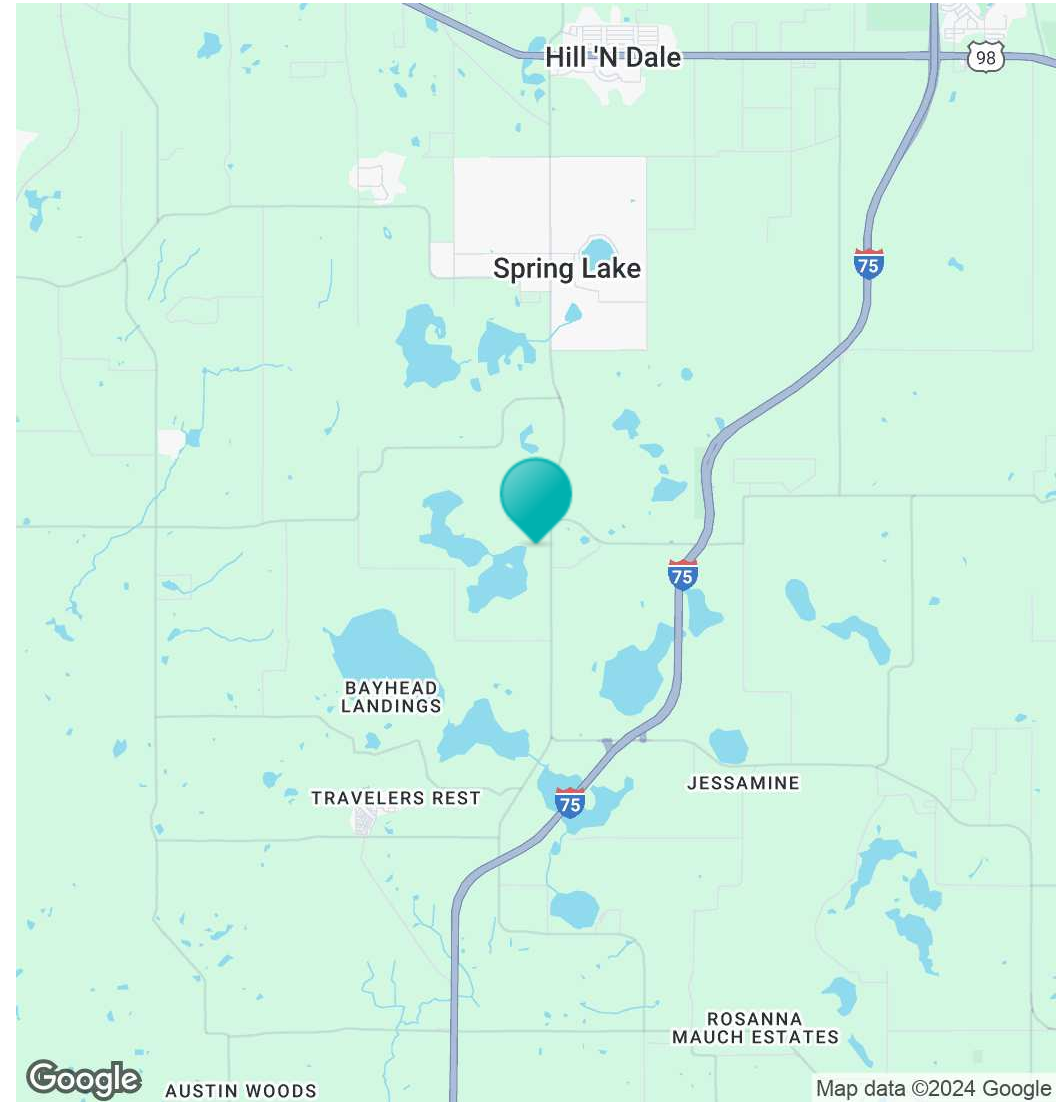 Hill 'N Dale
98
75
Spring Lake
75
BAYHEAD
LANDINGS
JESSAMINE
TRAVELERS REST
75
ROSANNA
MAUCH ESTATES
Google
AUSTIN WOODS
Map data ©2024 Google